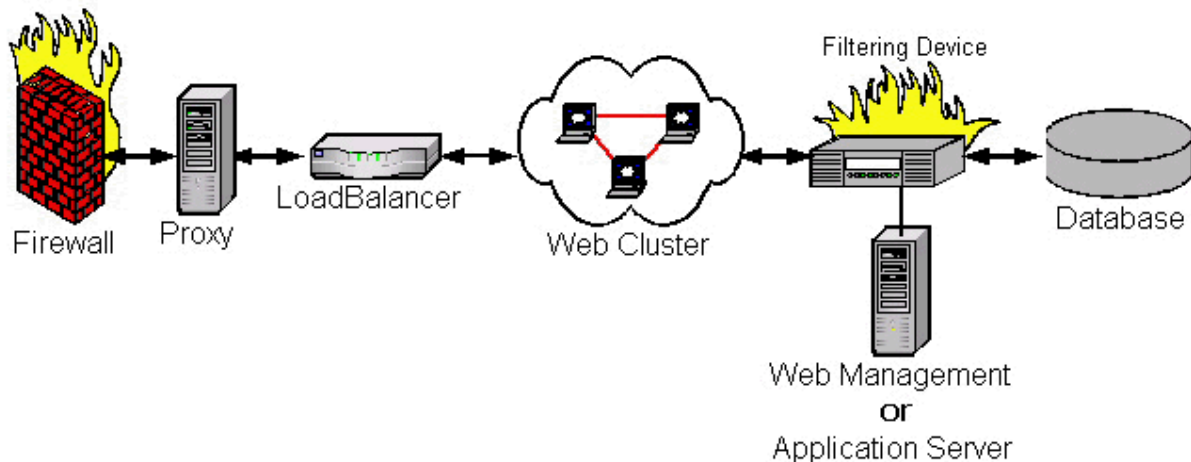 Filtering Device
Firewall
Proxy
LoadBalancer
Web Cluster
Database
Web Management
or
Application Server